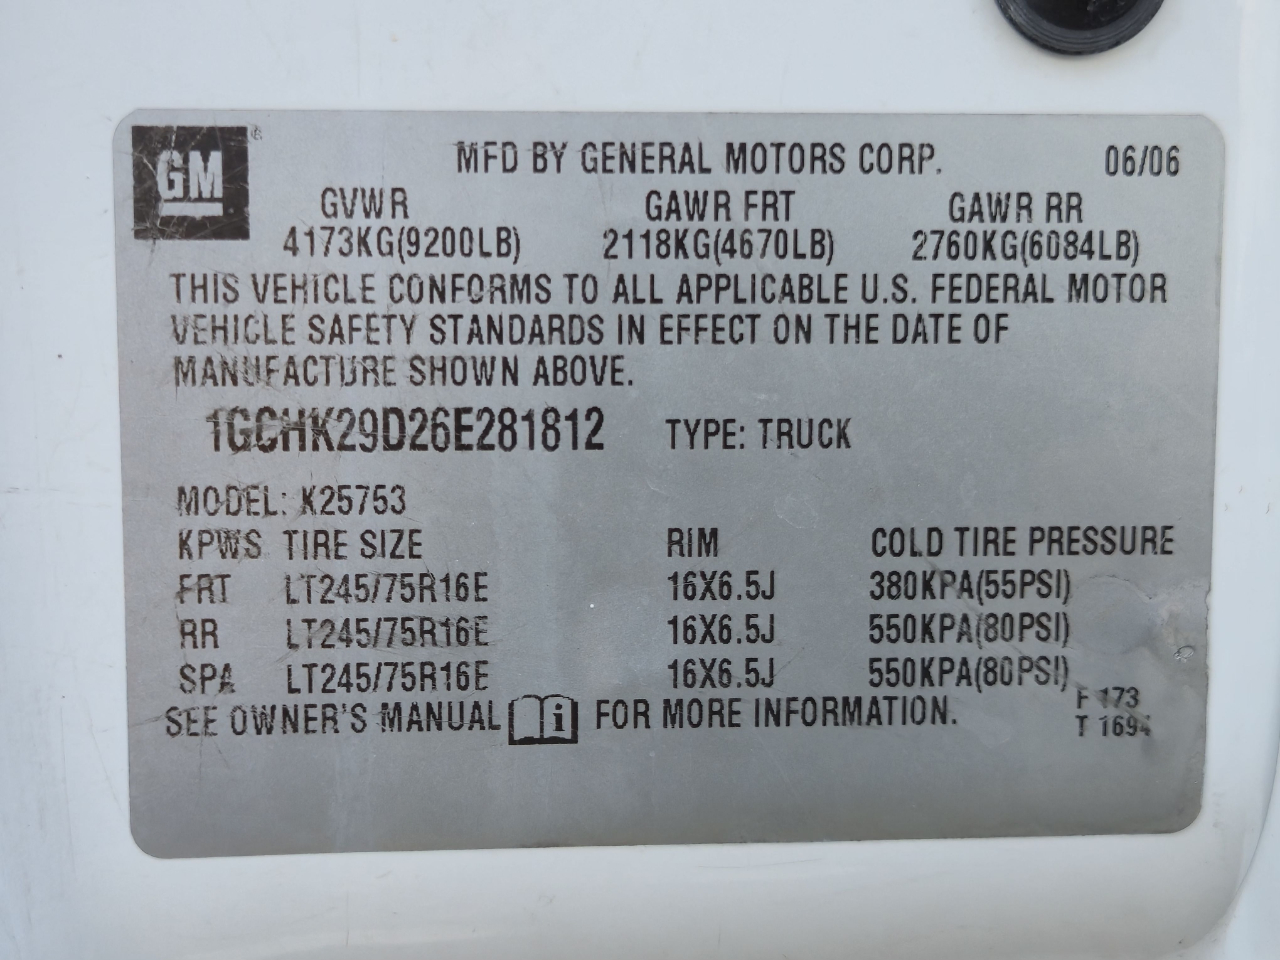 GM ®
MFD BY GENERAL MOTORS CORP. 06/06
GVWR GAWR FRT GAWR RR
4173KG(9200LB) 2118KG(4670LB) 2760KG(6084LB)
THIS VEHICLE CONFORMS TO ALL APPLICABLE U.S. FEDERAL MOTOR
VEHICLE SAFETY STANDARDS IN EFFECT ON THE DATE OF
MANUFACTURE SHOWN ABOVE.
1GCHK29D26E281812 TYPE: TRUCK
MODEL: K25753
KPWS TIRE SIZE RIM COLD TIRE PRESSURE
FRT LT245/75R16E 16X6.5J 380KPA(55PSI)
RR LT245/75R16E 16X6.5J 550KPA(80PSI)
SPA LT245/75R16E 16X6.5J 550KPA(80PSI)
SEE OWNER'S MANUAL i FOR MORE INFORMATION.
F 173
T 1694